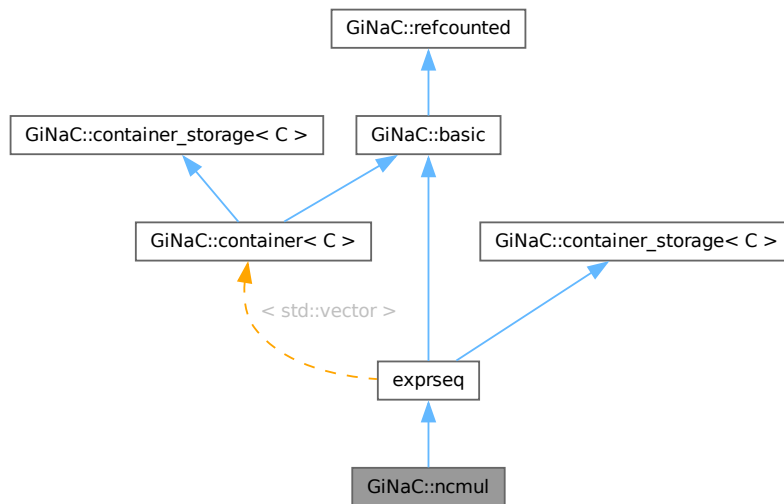 GiNaC::refcounted
GiNaC::container_storage< C >
GiNaC::basic
GiNaC::container< C >
GiNaC::container_storage< C >
< std::vector >
exprseq
GiNaC::ncmul